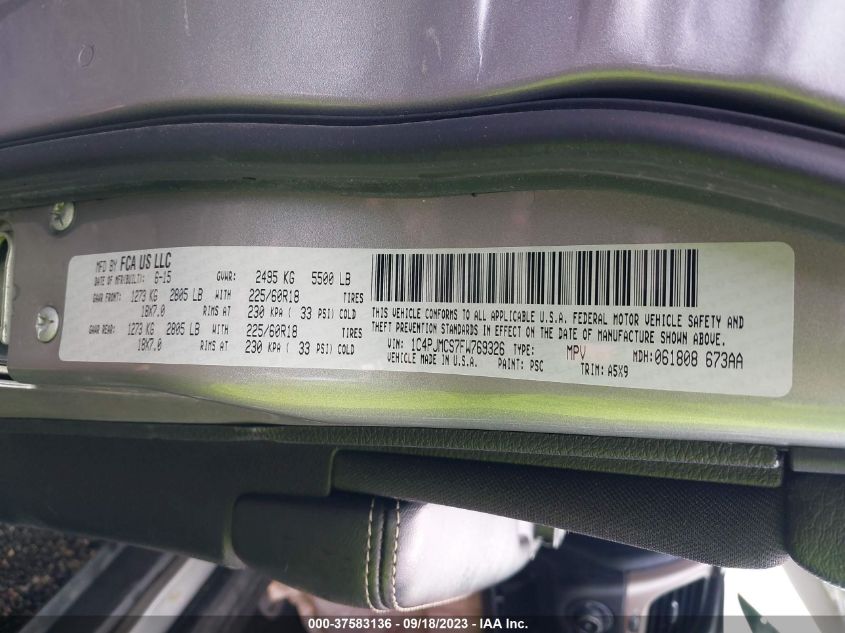 MFD BY FCA US LLC
DATE OF MFR(BUILT): 6-15 GVWR: 2495 KG 5500 LB
GAWR FRONT: 1273 KG 2805 LB WITH 225/60R18 TIRES
18X7.0 RIMS AT 230 KPA ( 33 PSI) COLD
GAWR REAR: 1273 KG 2805 LB WITH 225/60R18 TIRES
18X7.0 RIMS AT 230 KPA ( 33 PSI) COLD
THIS VEHICLE CONFORMS TO ALL APPLICABLE U.S.A. FEDERAL MOTOR VEHICLE SAFETY AND
THEFT PREVENTION STANDARDS IN EFFECT ON THE DATE OF MANUFACTURE SHOWN ABOVE.
VIN: 1C4PJMCS7FW769326 TYPE: MPV MDH: 061808 673AA
VEHICLE MADE IN U.S.A. PAINT: PSC TRIM: A5X9
000-37583136 - 09/18/2023 - IAA Inc.